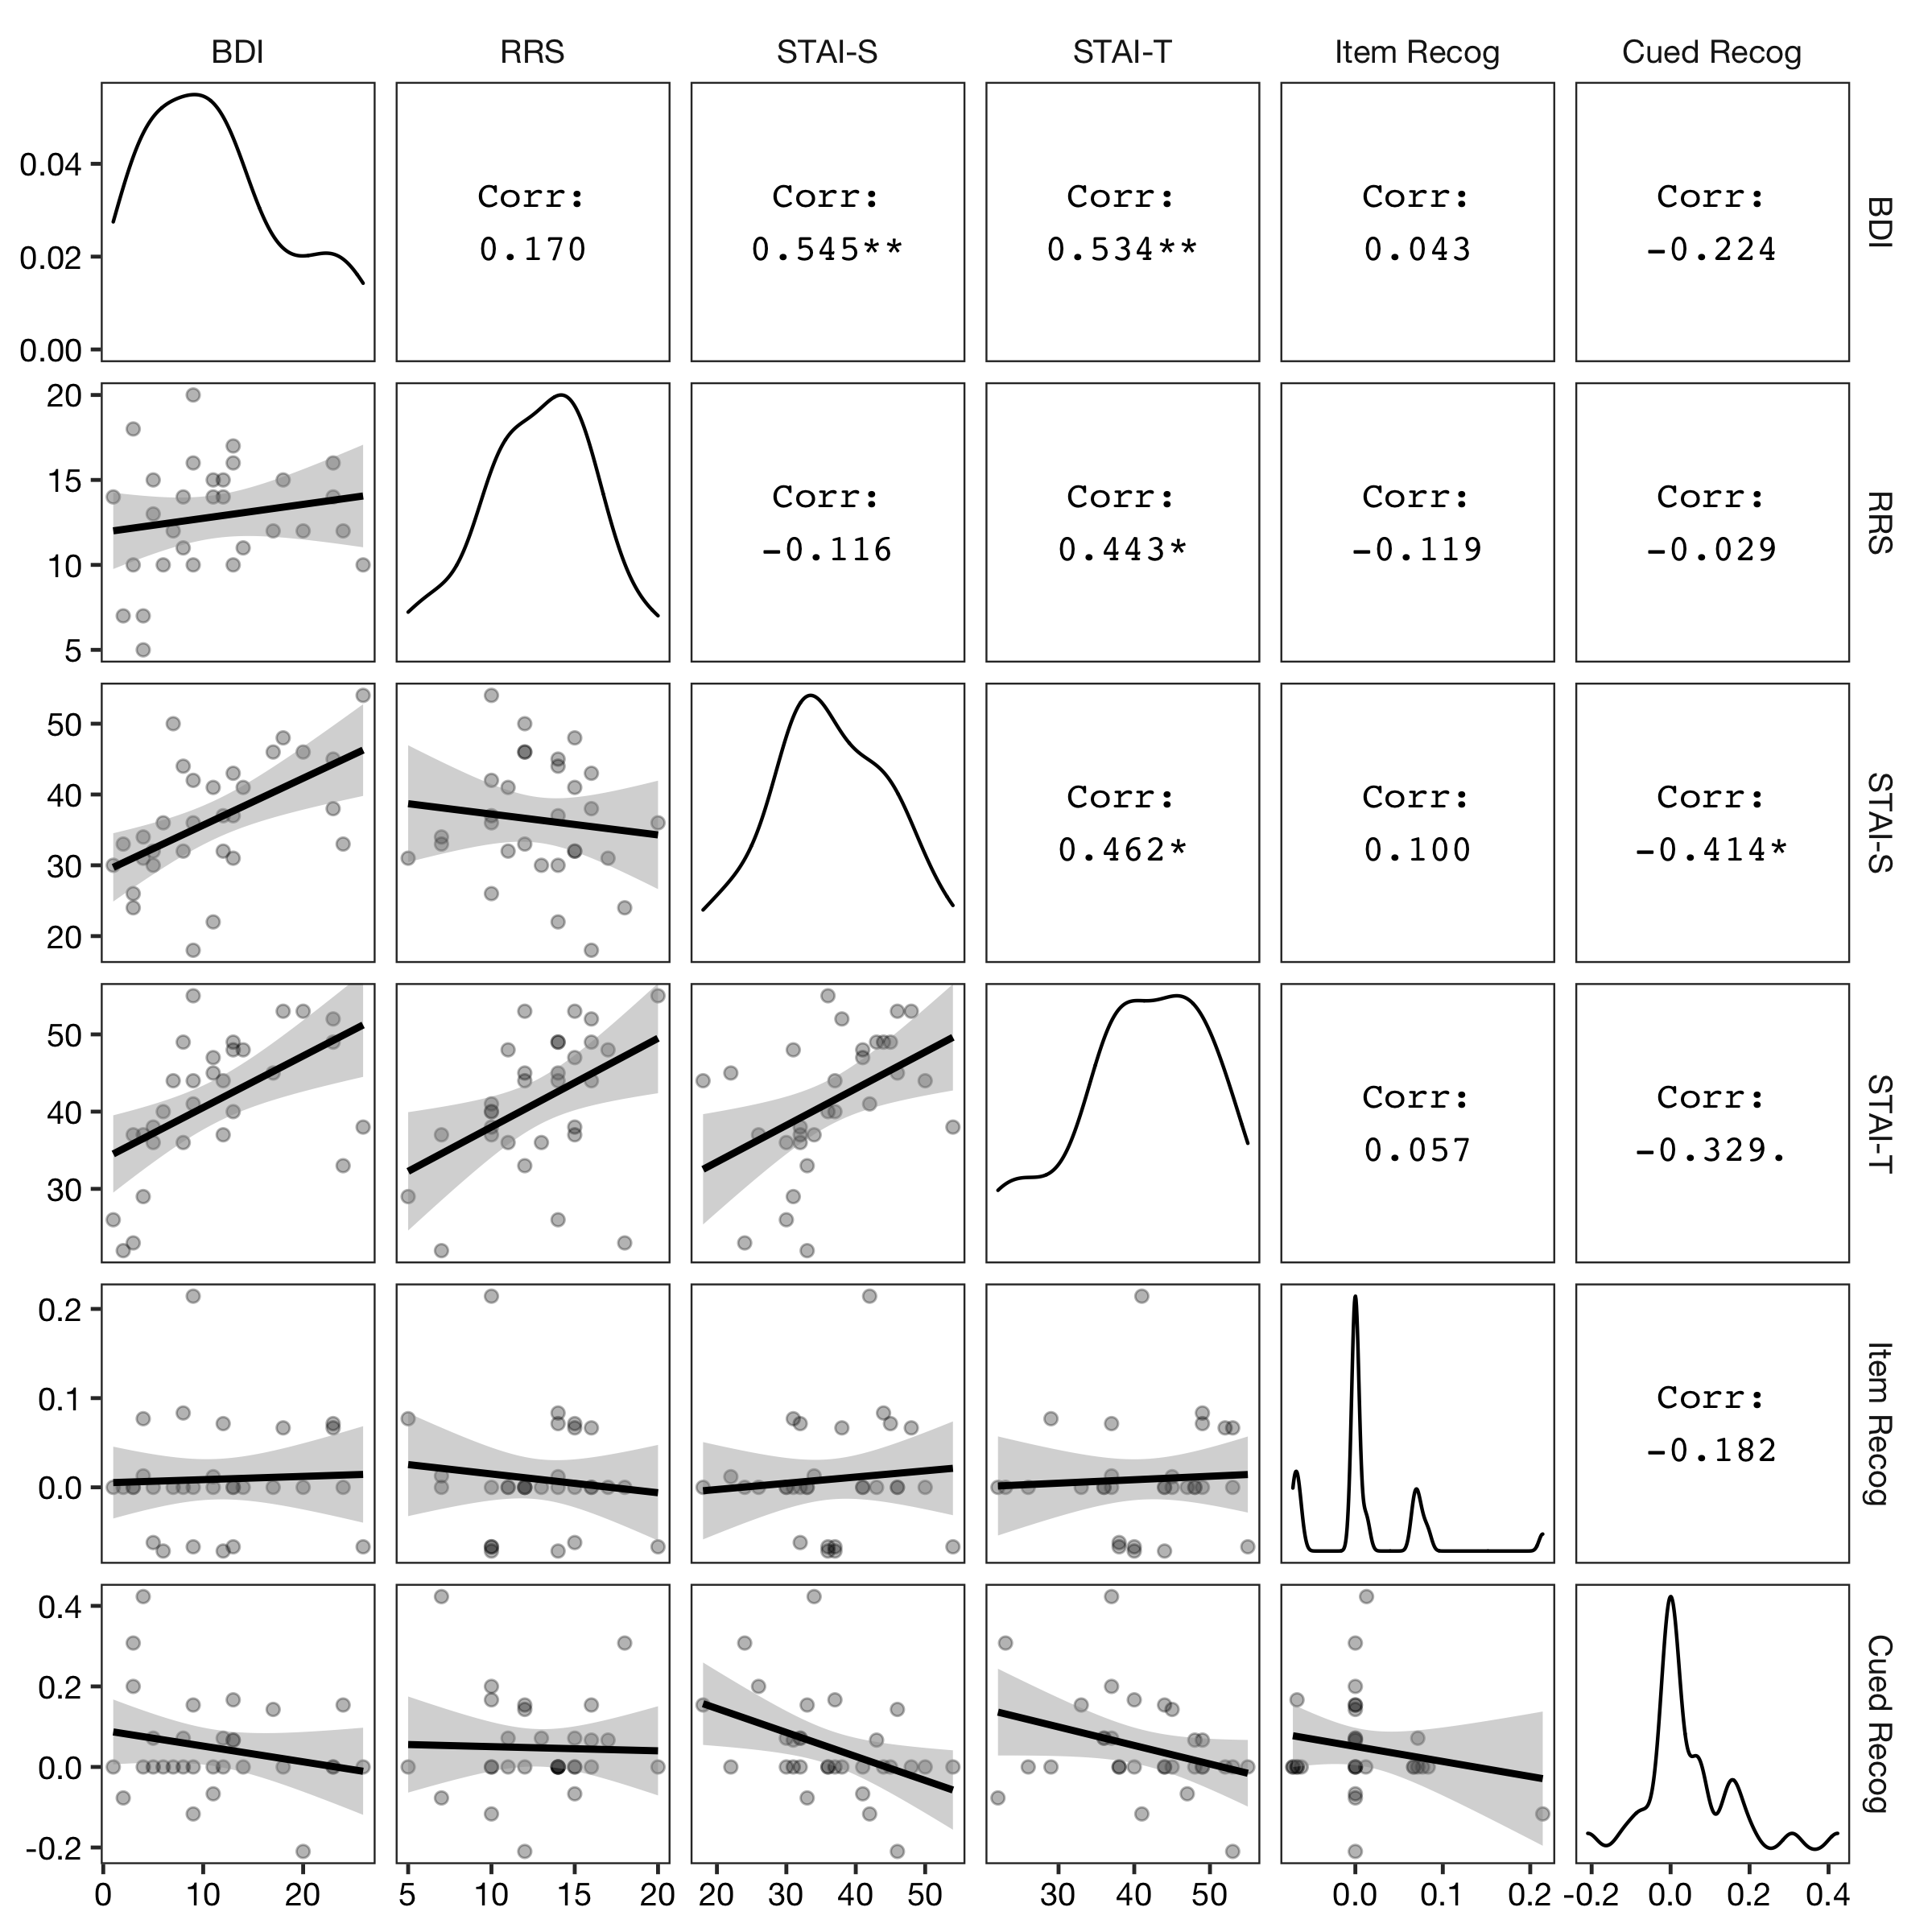 BDI RRS STAI-S STAI-T Item Recog Cued Recog
0.04
0.02
0.00
Corr: Corr: Corr: Corr: Corr:
0.170 0.545** 0.534** 0.043 -0.224
BDI
20
15
10
5
Corr: Corr: Corr: Corr:
-0.116 0.443* -0.119 -0.029
RRS
50
40
30
20
Corr: Corr: Corr:
0.462* 0.100 -0.414*
STAI-S
50
40
30
Corr: Corr:
0.057 -0.329.
STAI-T
0.2
0.1
0.0
Corr:
-0.182
Item Recog
0.4
0.2
0.0
-0.2
Cued Recog
0 10 20 5 10 15 20 20 30 40 50 30 40 50 0.0 0.1 0.2 -0.2 0.0 0.2 0.4